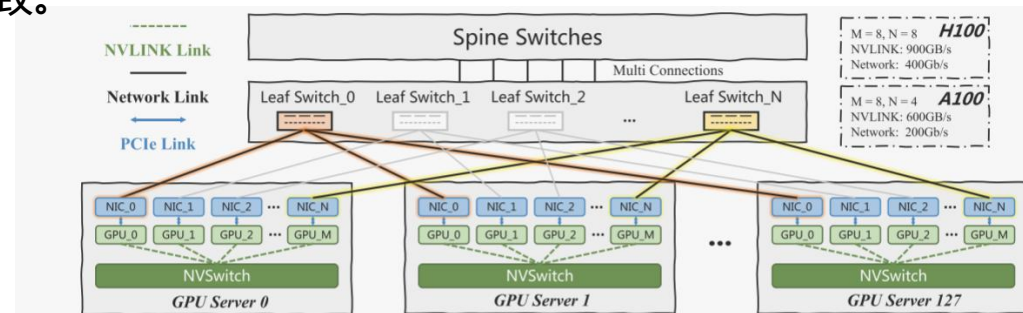 段。
NVLINK Link
Network Link
PCIe Link
Spine Switches
Multi Connections
Leaf Switch_0 Leaf Switch_1 Leaf Switch_2 ... Leaf Switch_N
M = 8, N = 8 H100
NVLINK: 900GB/s
Network: 400Gb/s
M = 8, N = 4 A100
NVLINK: 600GB/s
Network: 200Gb/s
NIC_0 NIC_1 NIC_2 ... NIC_N
GPU_0 GPU_1 GPU_2 ... GPU_M
NVSwitch
GPU Server 0
NIC_0 NIC_1 NIC_2 ... NIC_N
GPU_0 GPU_1 GPU_2 ... GPU_M
NVSwitch
GPU Server 1
...
NIC_0 NIC_1 NIC_2 ... NIC_N
GPU_0 GPU_1 GPU_2 ... GPU_M
NVSwitch
GPU Server 127